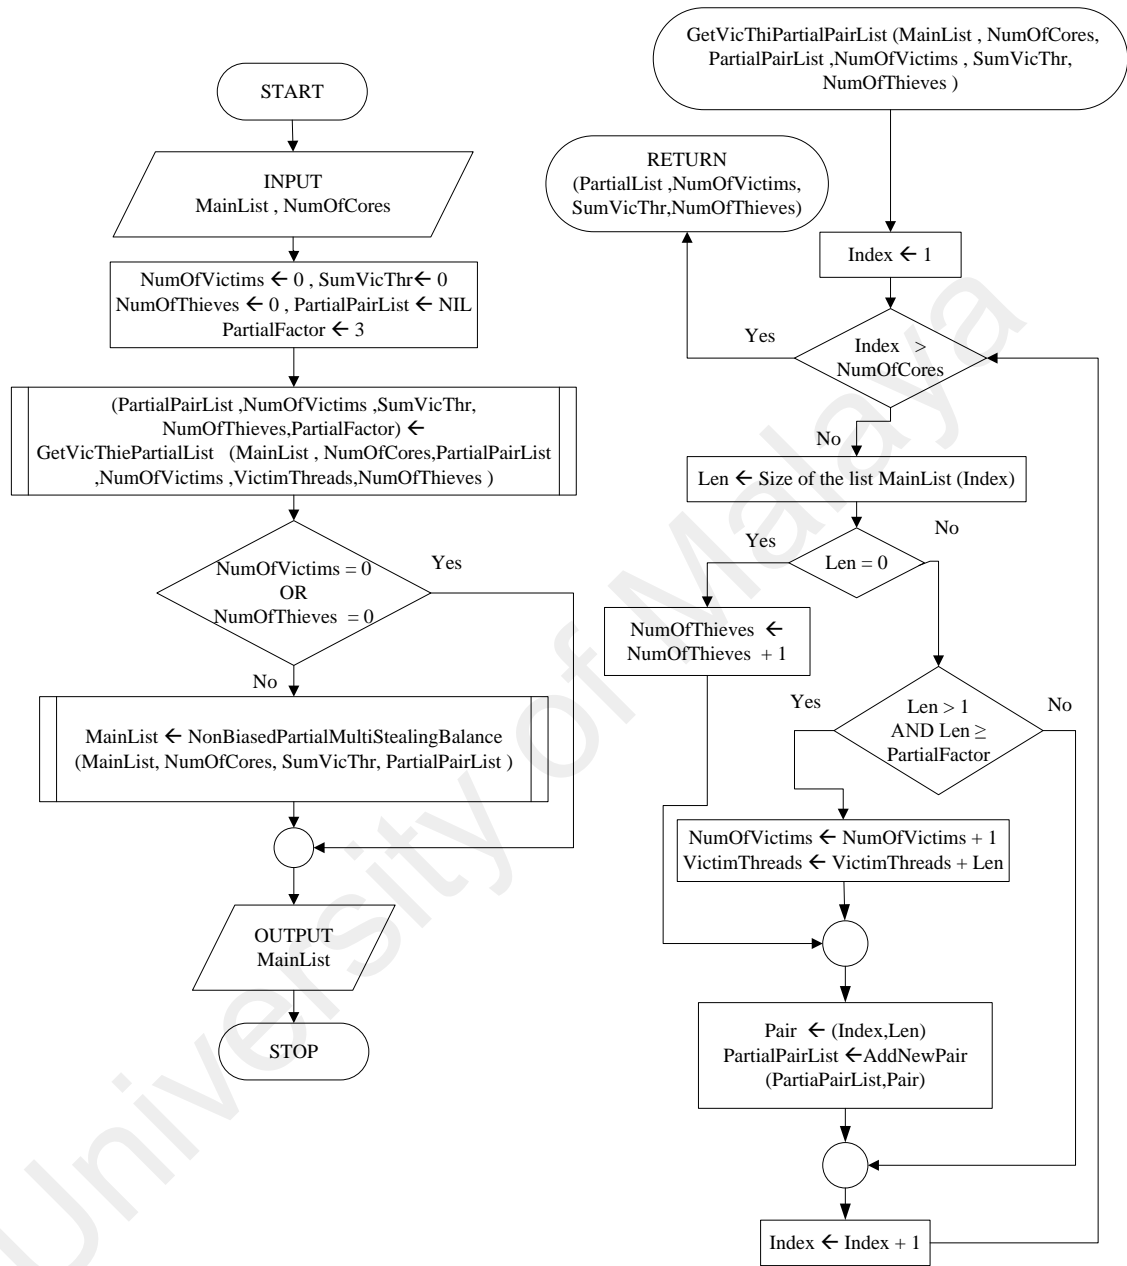 START
INPUT
MainList , NumOfCores
NumOfVictims ← 0 , SumVicThr← 0
NumOfThieves ← 0 , PartialPairList ← NIL
PartialFactor ← 3
(PartialPairList ,NumOfVictims ,SumVicThr,
NumOfThieves,PartialFactor) ←
GetVicThiePartialList (MainList , NumOfCores,PartialPairList
,NumOfVictims ,VictimThreads,NumOfThieves )
NumOfVictims = 0
OR
NumOfThieves = 0
Yes
No
MainList ← NonBiasedPartialMultiStealingBalance
(MainList, NumOfCores, SumVicThr, PartialPairList )
OUTPUT
MainList
STOP
GetVicThiPartialPairList (MainList , NumOfCores,
PartialPairList ,NumOfVictims , SumVicThr,
NumOfThieves )
RETURN
(PartialList ,NumOfVictims,
SumVicThr,NumOfThieves)
Index ← 1
Index >
NumOfCores
Yes
No
Len ← Size of the list MainList (Index)
Len = 0
Yes
No
NumOfThieves ←
NumOfThieves + 1
Len > 1
AND Len ≥
PartialFactor
Yes
No
NumOfVictims ← NumOfVictims + 1
VictimThreads ← VictimThreads + Len
Pair ← (Index,Len)
PartialPairList ←AddNewPair
(PartiaPairList,Pair)
Index ← Index + 1
University of Malaya